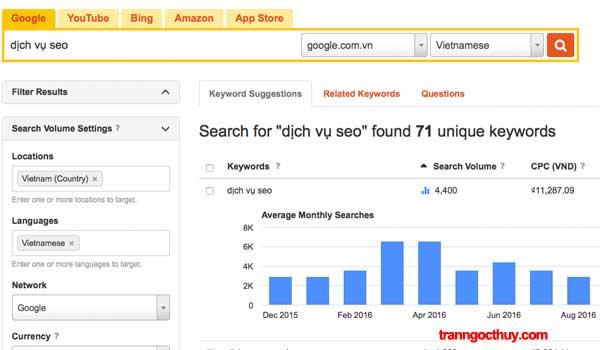 Google YouTube Bing Amazon App Store
dịch vụ seo google.com.vn Vietnamese
Filter Results
Keyword Suggestions Related Keywords Questions
Search Volume Settings ?
Search for "dịch vụ seo" found 71 unique keywords
Locations
Keywords ? Search Volume ? CPC (VND) ?
Vietnam (Country) ×
dịch vụ seo 4,400 ₫11,287.09
Enter one or more locations to target.
Average Monthly Searches
Languages
8K
Vietnamese ×
6K
Enter one or more languages to target.
4K
Network
2K
Google
0
Dec 2015 Feb 2016 Apr 2016 Jun 2016 Aug 2016
Currency ?
tranngocthuy.com